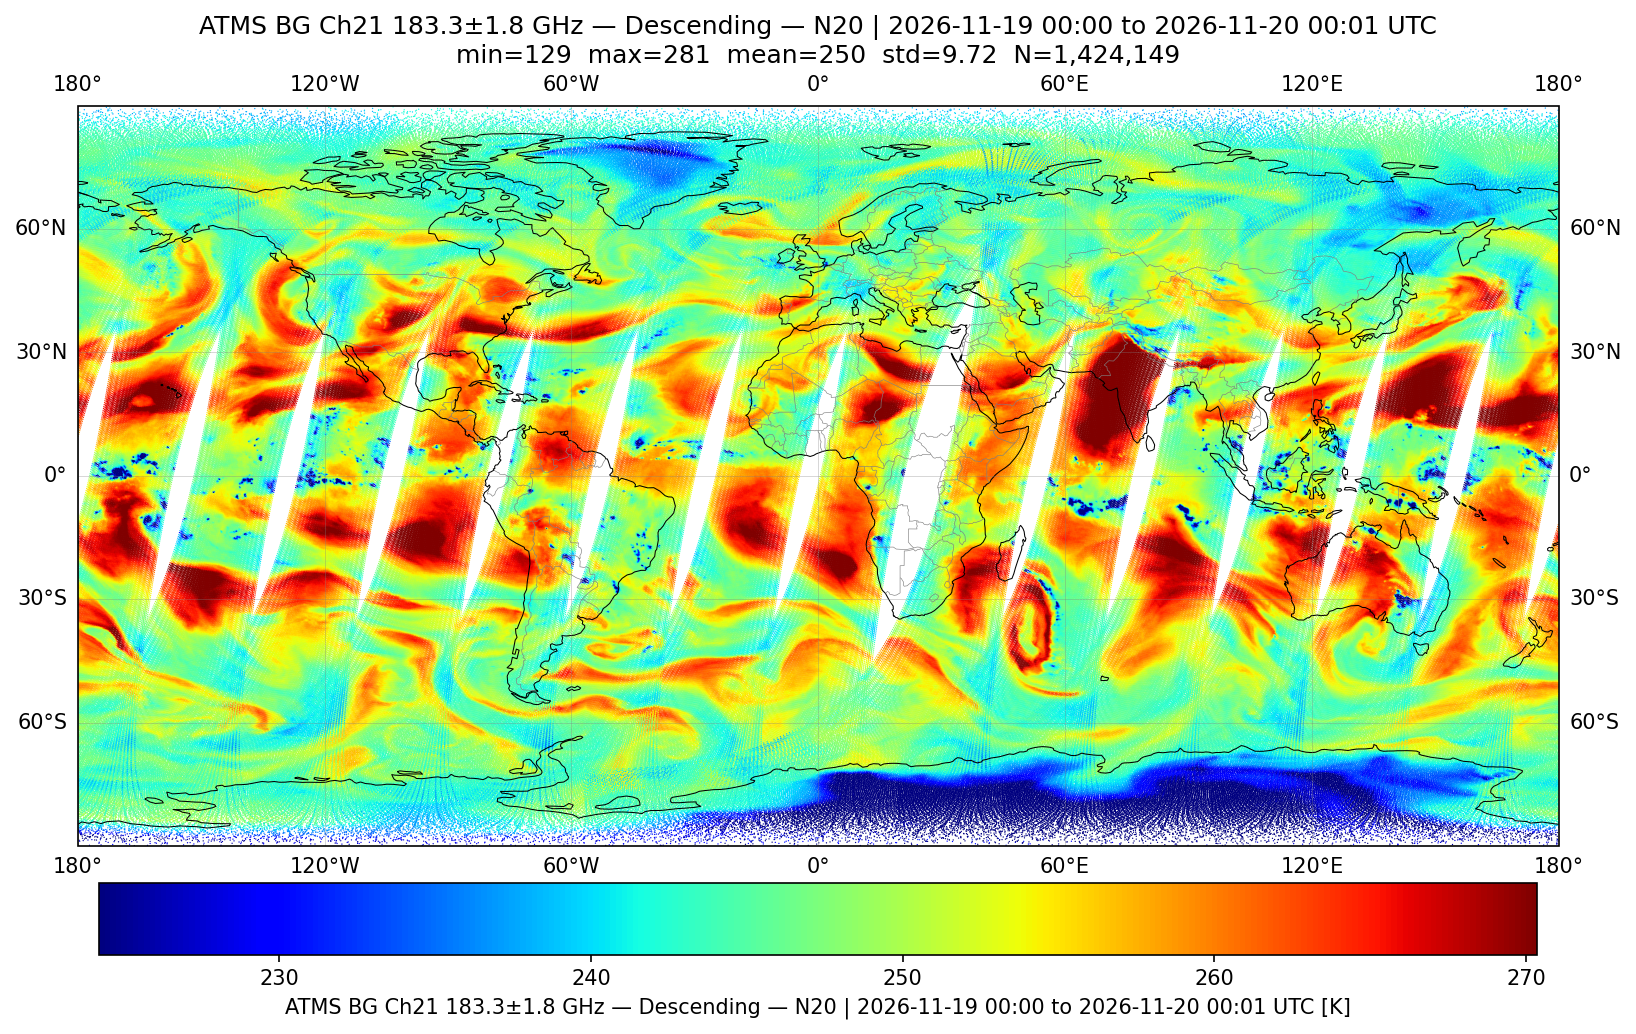 ATMS BG Ch21 183.3±1.8 GHz — Descending — N20 | 2026-11-19 00:00 to 2026-11-20 00:01 UTC
min=129 max=281 mean=250 std=9.72 N=1,424,149
180° 120°W 60°W 0° 60°E 120°E 180°
60°N 60°N
30°N 30°N
0° 0°
30°S 30°S
60°S 60°S
180° 120°W 60°W 0° 60°E 120°E 180°
230 240 250 260 270
ATMS BG Ch21 183.3±1.8 GHz — Descending — N20 | 2026-11-19 00:00 to 2026-11-20 00:01 UTC [K]